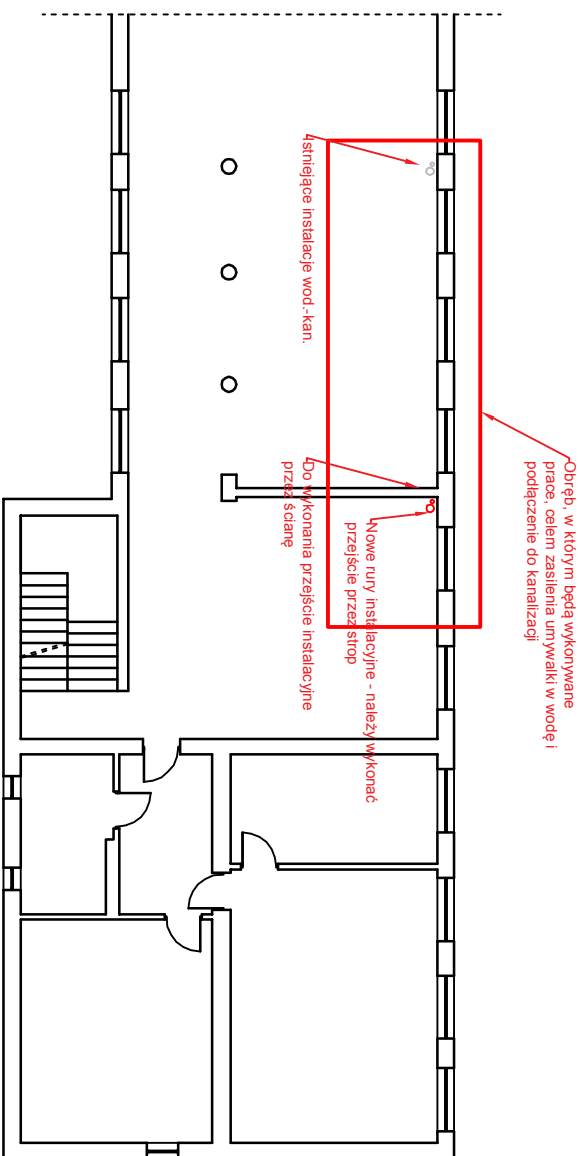 Obręb, w którym będą wykonywane
prace, celem zasilenia umywalki w wodę i
podłączenie do kanalizacji
Nowe rury instalacyjne - należy wykonać
przejście przez strop
Istniejące instalacje wod.-kan.
Do wykonania przejście instalacyjne
przez ścianę